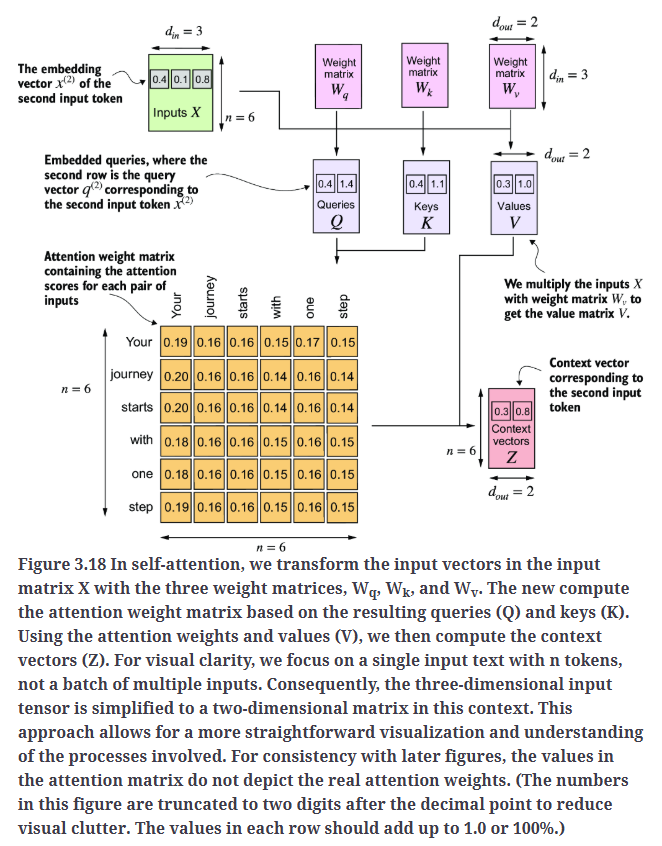 d_in = 3
d_out = 2
The embedding
vector x^(2) of the
second input token
0.4 0.1 0.8
Inputs X
n = 6
Weight
matrix
W_q
Weight
matrix
W_k
Weight
matrix
W_v
d_in = 3
d_out = 2
Embedded queries, where the
second row is the query
vector q^(2) corresponding to
the second input token x^(2)
0.4 1.4
Queries
Q
0.4 1.1
Keys
K
0.3 1.0
Values
V
Attention weight matrix
containing the attention
scores for each pair of
inputs
We multiply the inputs X
with weight matrix W_v to
get the value matrix V.
Your journey starts with one step
Your 0.19 0.16 0.16 0.15 0.17 0.15
journey 0.20 0.16 0.16 0.14 0.16 0.14
starts 0.20 0.16 0.16 0.14 0.16 0.14
with 0.18 0.16 0.16 0.15 0.16 0.15
one 0.18 0.16 0.16 0.15 0.16 0.15
step 0.19 0.16 0.16 0.15 0.16 0.15
n = 6
n = 6
Context vector
corresponding to
the second input
token
0.3 0.8
Context
vectors
Z
n = 6
d_out = 2
Figure 3.18 In self-attention, we transform the input vectors in the input
matrix X with the three weight matrices, Wq, Wk, and Wv. The new compute
the attention weight matrix based on the resulting queries (Q) and keys (K).
Using the attention weights and values (V), we then compute the context
vectors (Z). For visual clarity, we focus on a single input text with n tokens,
not a batch of multiple inputs. Consequently, the three-dimensional input
tensor is simplified to a two-dimensional matrix in this context. This
approach allows for a more straightforward visualization and understanding
of the processes involved. For consistency with later figures, the values in
the attention matrix do not depict the real attention weights. (The numbers
in this figure are truncated to two digits after the decimal point to reduce
visual clutter. The values in each row should add up to 1.0 or 100%.)